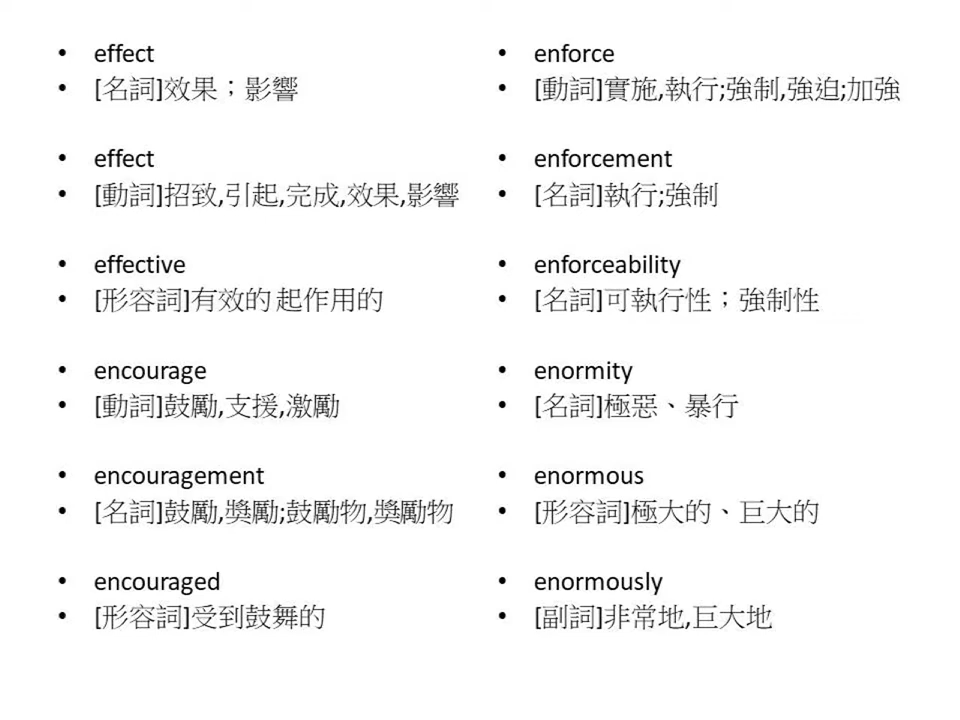 • effect
• [名詞]效果；影響
• effect
• [動詞]招致,引起,完成,效果,影響
• effective
• [形容詞]有效的 起作用的
• encourage
• [動詞]鼓勵,支援,激勵
• encouragement
• [名詞]鼓勵,獎勵;鼓勵物,獎勵物
• encouraged
• [形容詞]受到鼓舞的
• enforce
• [動詞]實施,執行;強制,強迫;加強
• enforcement
• [名詞]執行;強制
• enforceability
• [名詞]可執行性；強制性
• enormity
• [名詞]極惡、暴行
• enormous
• [形容詞]極大的、巨大的
• enormously
• [副詞]非常地,巨大地